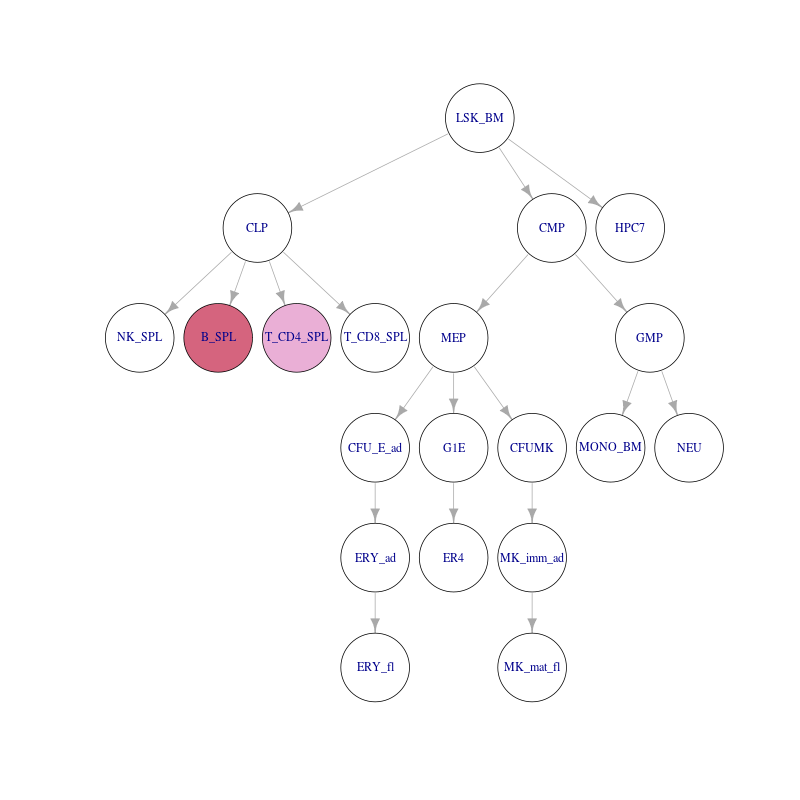 LSK_BM
CLP
CMP
HPC7
NK_SPL
B_SPL
T_CD4_SPL
T_CD8_SPL
MEP
GMP
CFU_E_ad
G1E
CFUMK
MONO_BM
NEU
ERY_ad
ER4
MK_imm_ad
ERY_fl
MK_mat_fl